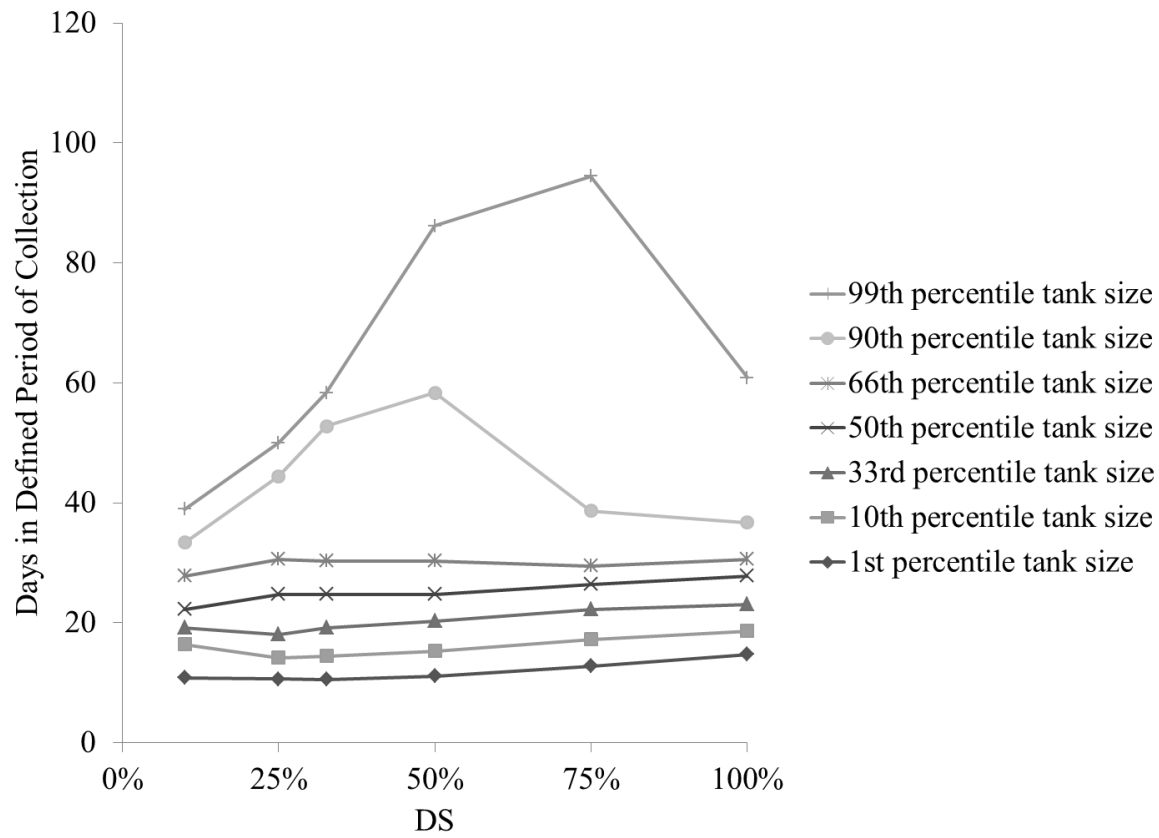 120
100
80
60
40
20
0
Days in Defined Period of Collection
0%
25%
50%
75%
100%
DS
99th percentile tank size
90th percentile tank size
66th percentile tank size
50th percentile tank size
33rd percentile tank size
10th percentile tank size
1st percentile tank size